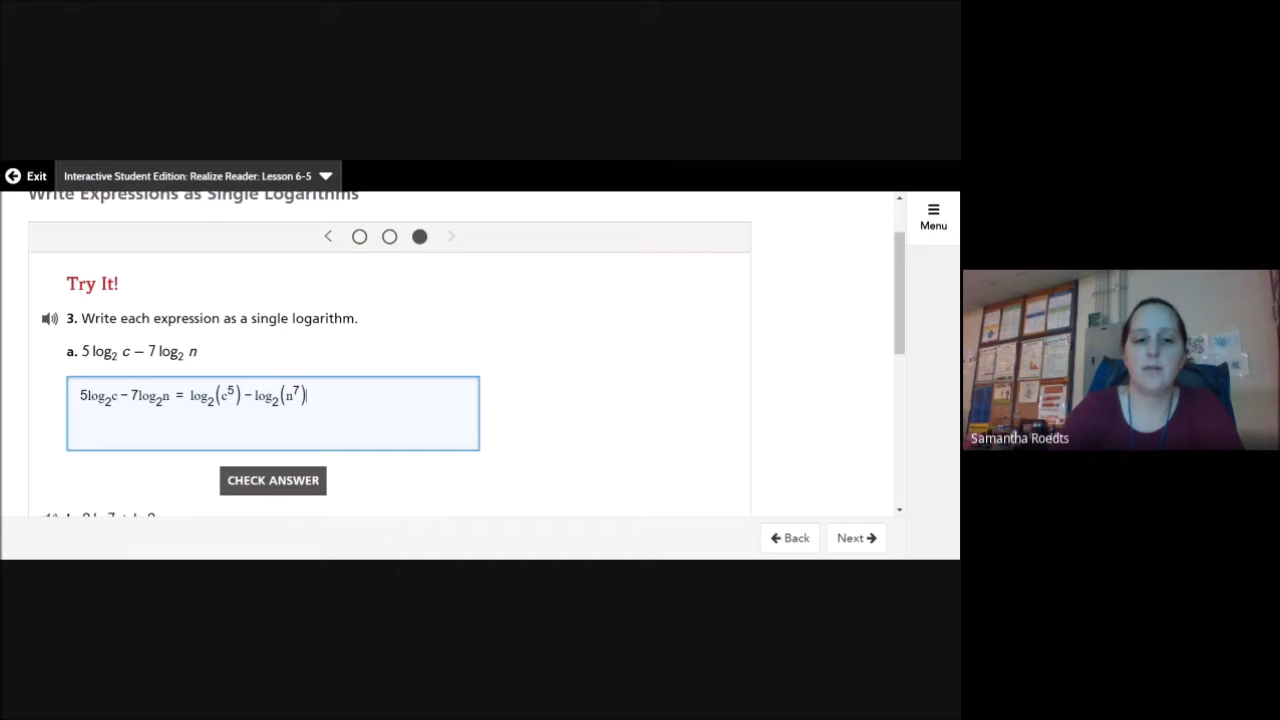 Exit
Interactive Student Edition: Realize Reader: Lesson 6-5
Write Expressions as Single Logarithms
Menu
Try It!
3. Write each expression as a single logarithm.
a. 5 log₂ c − 7 log₂ n
5log₂c − 7log₂n = log₂(c⁵) − log₂(n⁷)
CHECK ANSWER
Back Next
Samantha Roedts